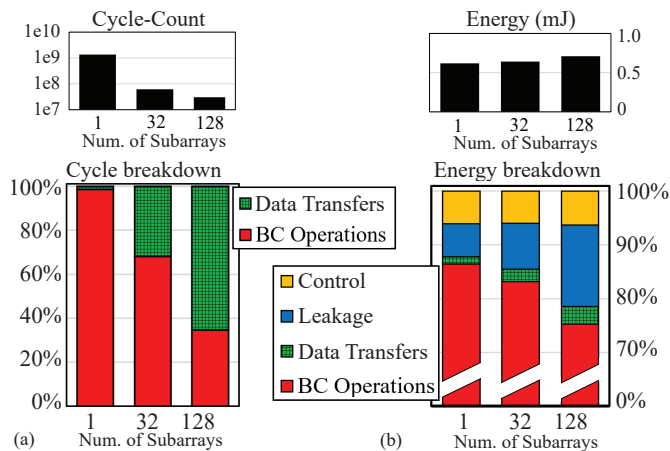 Cycle-Count
1e10
1e9
1e8
1e7
1 32 128
Num. of Subarrays
Energy (mJ)
1.0
0.5
0
1 32 128
Num. of Subarrays
Cycle breakdown
100%
80%
60%
40%
20%
0%
1 32 128
(a) Num. of Subarrays
Data Transfers
BC Operations
Control
Leakage
Data Transfers
BC Operations
Energy breakdown
100%
90%
80%
70%
0%
1 32 128
(b) Num. of Subarrays